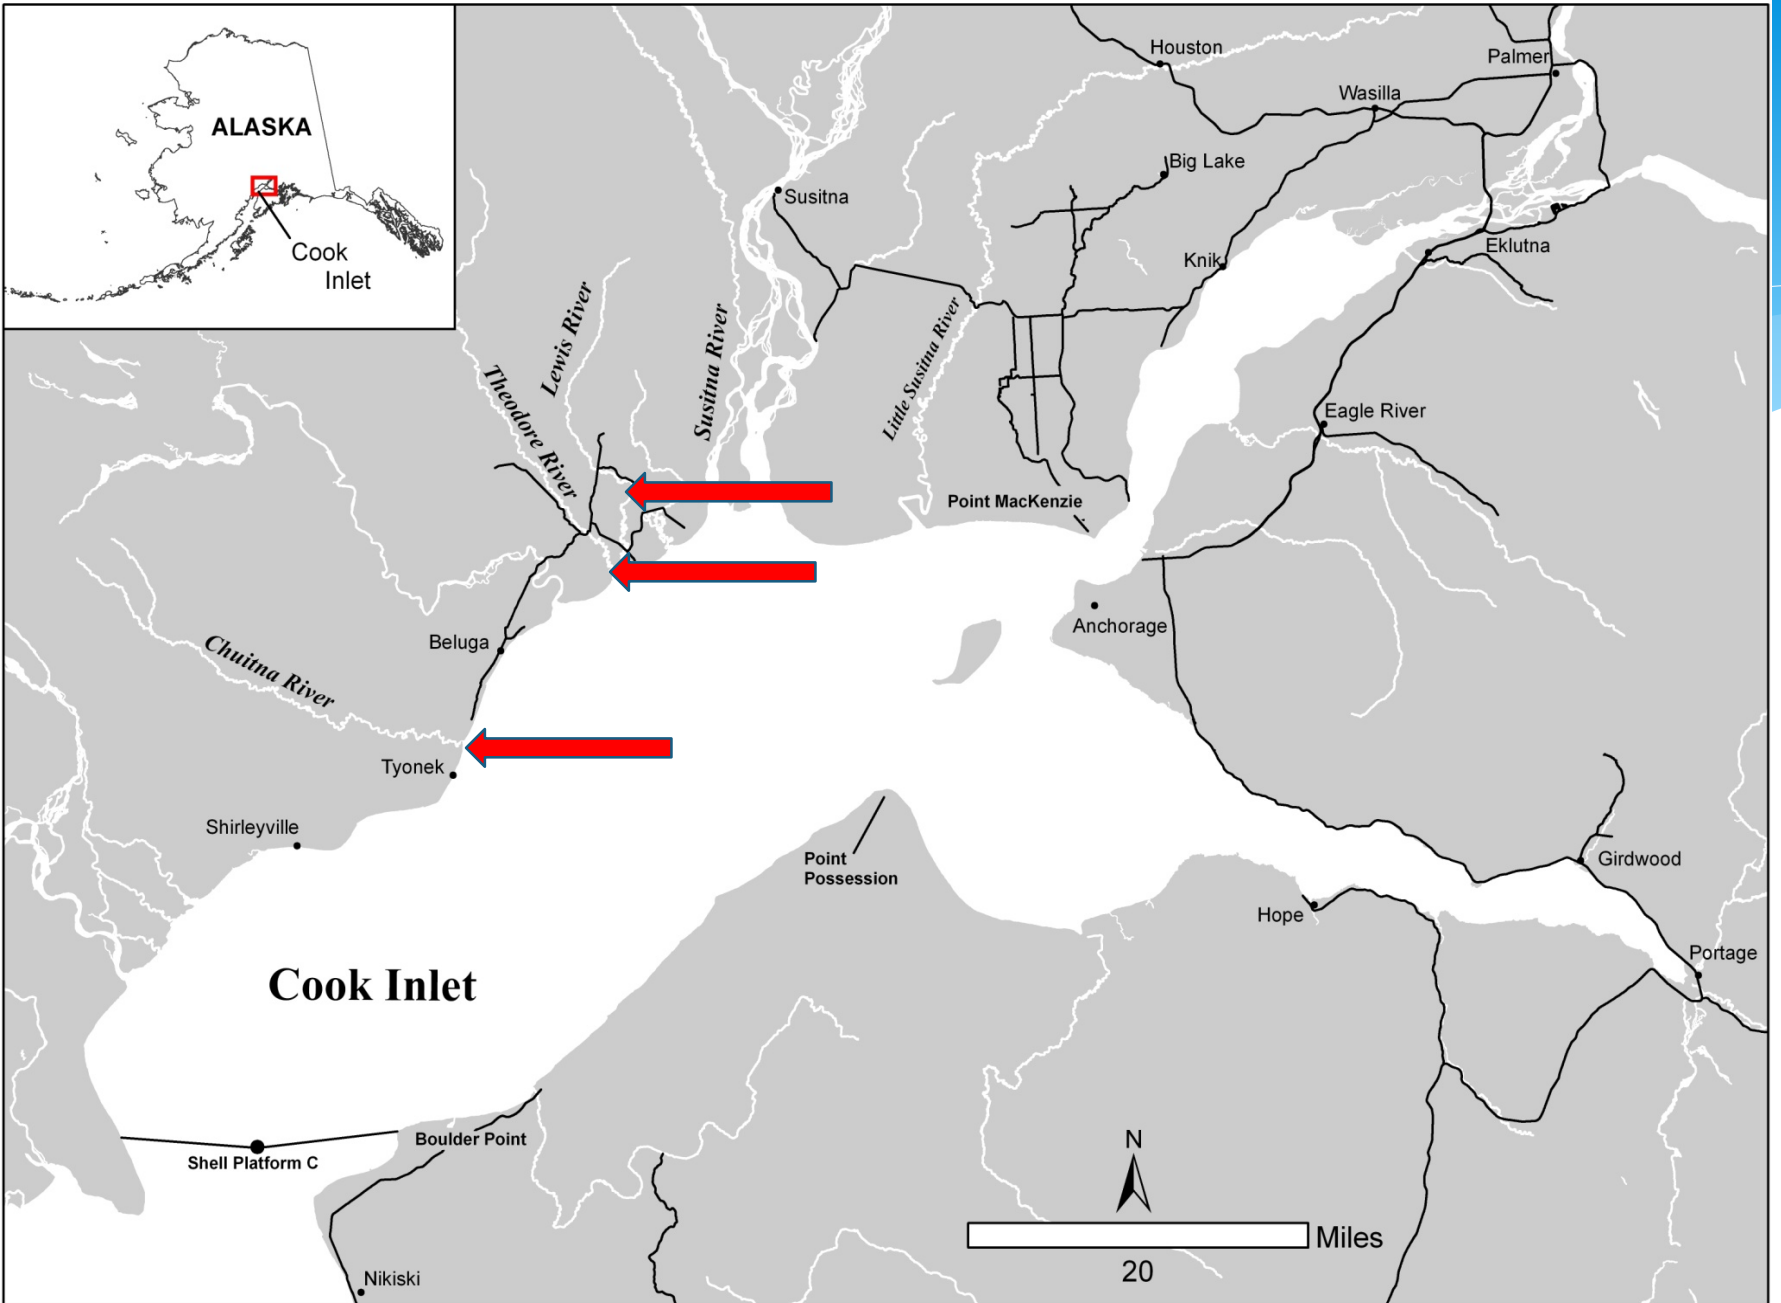 ALASKA
Cook
Inlet
Houston
Palmer
Wasilla
Big Lake
Susitna
Knik
Eklutna
Lewis River
Theodore River
Susitna River
Little Susitna River
Eagle River
Point MacKenzie
Anchorage
Beluga
Chuitna River
Tyonek
Shirleyville
Point
Possession
Girdwood
Hope
Portage
Cook Inlet
Boulder Point
Shell Platform C
N
Miles
20
Nikiski